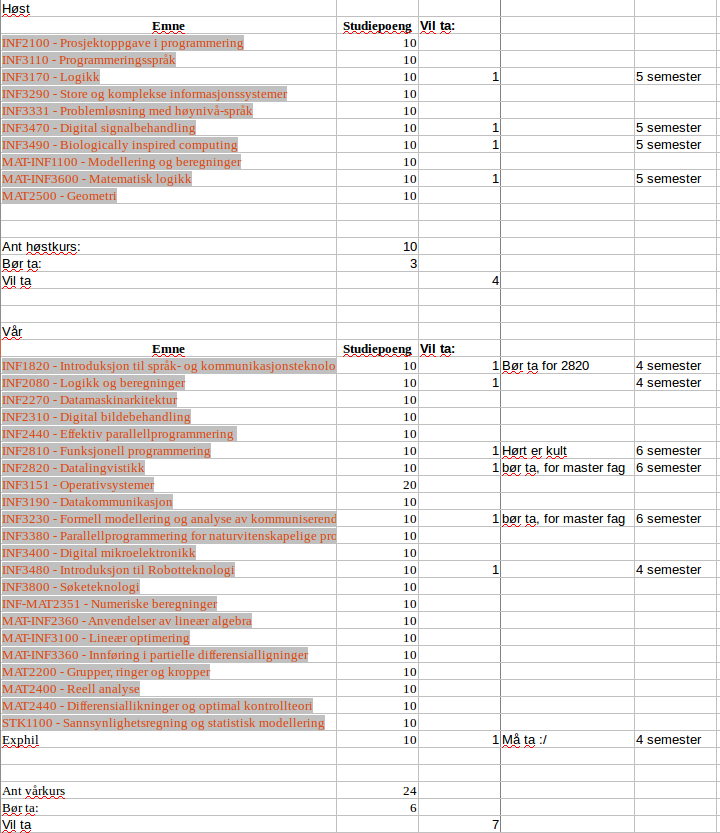 Høst
Emne Studiepoeng Vil ta:
INF2100 - Prosjektoppgave i programmering 10
INF3110 - Programmeringsspråk 10
INF3170 - Logikk 10 1 5 semester
INF3290 - Store og komplekse informasjonssystemer 10
INF3331 - Problemløsning med høynivå-språk 10
INF3470 - Digital signalbehandling 10 1 5 semester
INF3490 - Biologically inspired computing 10 1 5 semester
MAT-INF1100 - Modellering og beregninger 10
MAT-INF3600 - Matematisk logikk 10 1 5 semester
MAT2500 - Geometri 10
Ant høstkurs: 10
Bør ta: 3
Vil ta 4
Vår
Emne Studiepoeng Vil ta:
INF1820 - Introduksjon til språk- og kommunikasjonsteknolo 10 1 Bør ta for 2820 4 semester
INF2080 - Logikk og beregninger 10 1 4 semester
INF2270 - Datamaskinarkitektur 10
INF2310 - Digital bildebehandling 10
INF2440 - Effektiv parallellprogrammering 10
INF2810 - Funksjonell programmering 10 1 Hørt er kult 6 semester
INF2820 - Datalingvistikk 10 1 bør ta, for master fag 6 semester
INF3151 - Operativsystemer 20
INF3190 - Datakommunikasjon 10
INF3230 - Formell modellering og analyse av kommuniserend 10 1 bør ta, for master fag 6 semester
INF3380 - Parallellprogrammering for naturvitenskapelige pro 10
INF3400 - Digital mikroelektronikk 10
INF3480 - Introduksjon til Robotteknologi 10 1 4 semester
INF3800 - Søketeknologi 10
INF-MAT2351 - Numeriske beregninger 10
MAT-INF2360 - Anvendelser av lineær algebra 10
MAT-INF3100 - Lineær optimering 10
MAT-INF3360 - Innføring i partielle differensialligninger 10
MAT2200 - Grupper, ringer og kropper 10
MAT2400 - Reell analyse 10
MAT2440 - Differensiallikninger og optimal kontrollteori 10
STK1100 - Sannsynlighetsregning og statistisk modellering 10
Exphil 10 1 Må ta :/ 4 semester
Ant vårkurs 24
Bør ta: 6
Vil ta 7